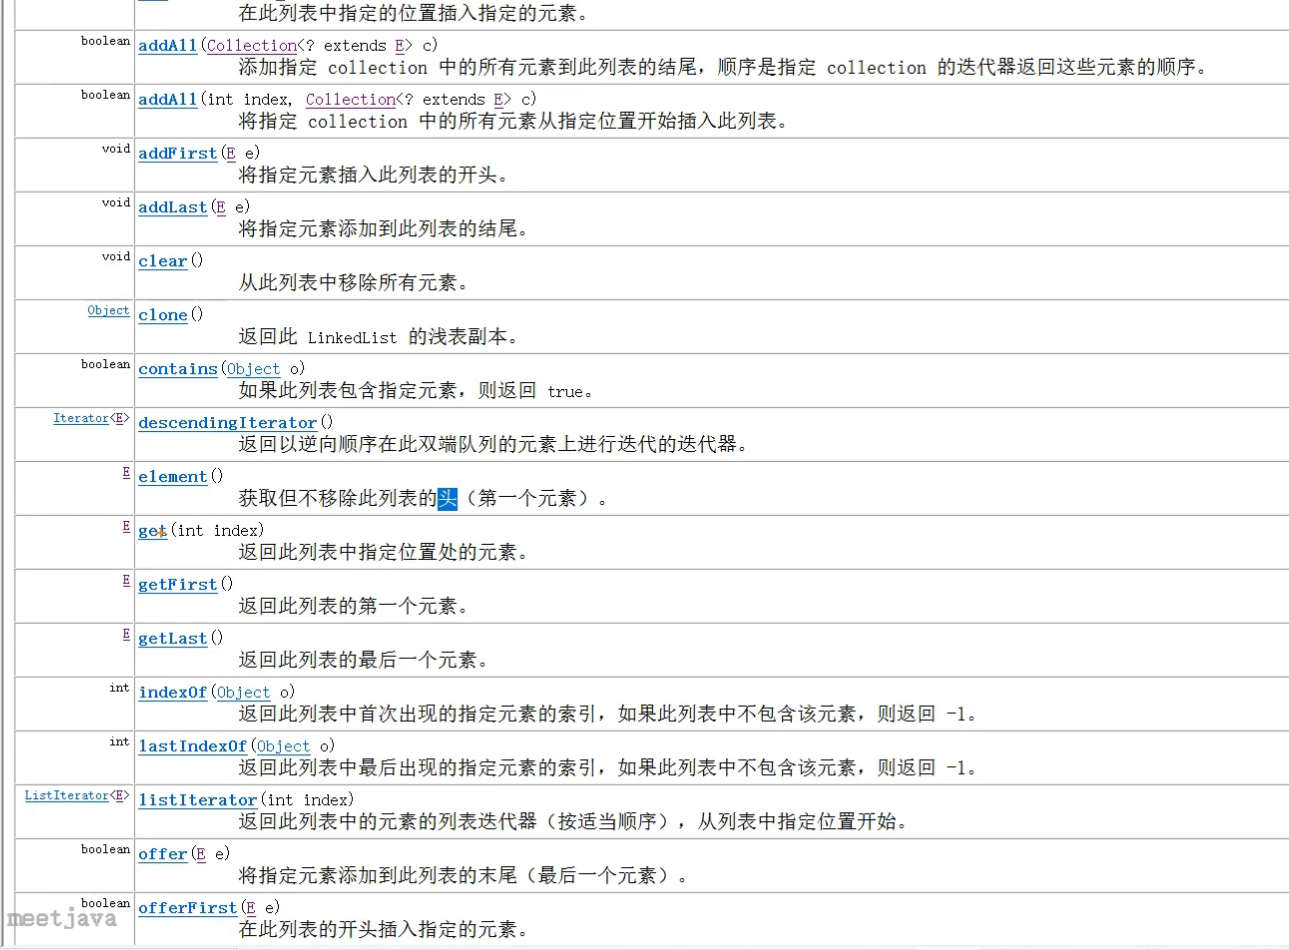 在此列表中指定的位置插入指定的元素。
boolean addAll(Collection<? extends E> c)
添加指定 collection 中的所有元素到此列表的结尾，顺序是指定 collection 的迭代器返回这些元素的顺序。
boolean addAll(int index, Collection<? extends E> c)
将指定 collection 中的所有元素从指定位置开始插入此列表。
void addFirst(E e)
将指定元素插入此列表的开头。
void addLast(E e)
将指定元素添加到此列表的结尾。
void clear()
从此列表中移除所有元素。
Object clone()
返回此 LinkedList 的浅表副本。
boolean contains(Object o)
如果此列表包含指定元素，则返回 true。
Iterator<E> descendingIterator()
返回以逆向顺序在此双端队列的元素上进行迭代的迭代器。
E element()
获取但不移除此列表的头（第一个元素）。
E get(int index)
返回此列表中指定位置处的元素。
E getFirst()
返回此列表的第一个元素。
E getLast()
返回此列表的最后一个元素。
int indexOf(Object o)
返回此列表中首次出现的指定元素的索引，如果此列表中不包含该元素，则返回 -1。
int lastIndexOf(Object o)
返回此列表中最后出现的指定元素的索引，如果此列表中不包含该元素，则返回 -1。
ListIterator<E> listIterator(int index)
返回此列表中的元素的列表迭代器（按适当顺序），从列表中指定位置开始。
boolean offer(E e)
将指定元素添加到此列表的末尾（最后一个元素）。
boolean offerFirst(E e)
在此列表的开头插入指定的元素。
meetjava